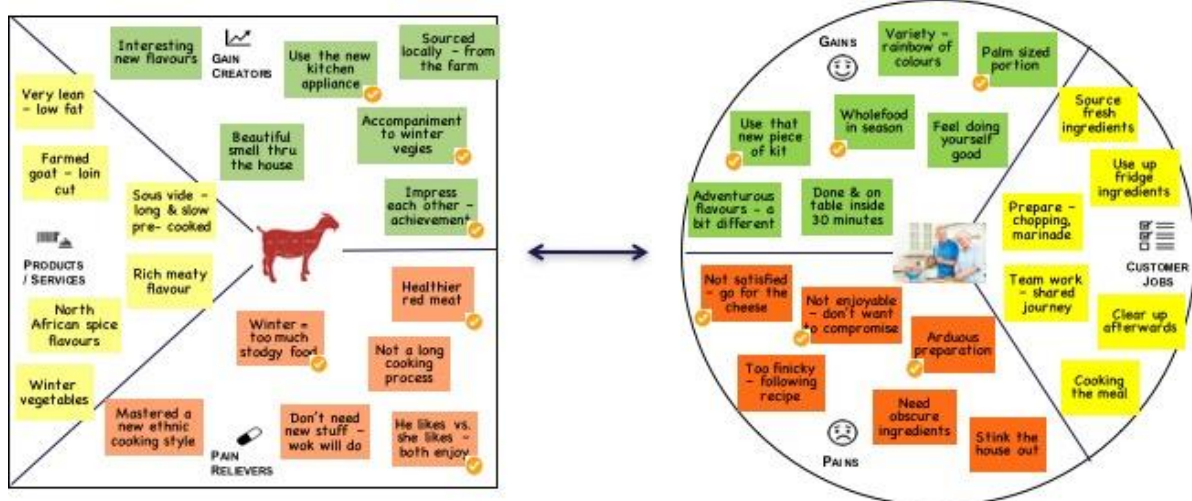 Interesting
new flavours
GAIN
CREATORS
Use the new
kitchen
appliance
Sourced
locally – from
the farm
Very lean
– low fat
Beautiful
smell thru
the house
Accompaniment
to winter
vegies
Farmed
goat – loin
cut
Sous vide –
long & slow
pre- cooked
Impress
each other –
achievement
PRODUCTS
/ SERVICES
Rich meaty
flavour
Healthier
red meat
North
African spice
flavours
Winter =
too much
stodgy food
Not a long
cooking
process
Winter
vegetables
Mastered a
new ethnic
cooking style
PAIN
RELIEVERS
Don't need
new stuff –
wok will do
He likes vs.
she likes –
both enjoy
GAINS
Variety –
rainbow of
colours
Palm sized
portion
Use that
new piece
of kit
Wholefood
in season
Feel doing
yourself
good
Adventurous
flavours – a
bit different
Done & on
table inside
30 minutes
Source
fresh
ingredients
Use up
fridge
ingredients
Prepare –
chopping,
marinade
CUSTOMER
JOBS
Team work
– shared
journey
Clear up
afterwards
Cooking
the meal
Not satisfied
– go for the
cheese
Not enjoyable
– don't want
to compromise
Arduous
preparation
Too finicky
– following
recipe
Need
obscure
ingredients
Stink the
house out
PAINS